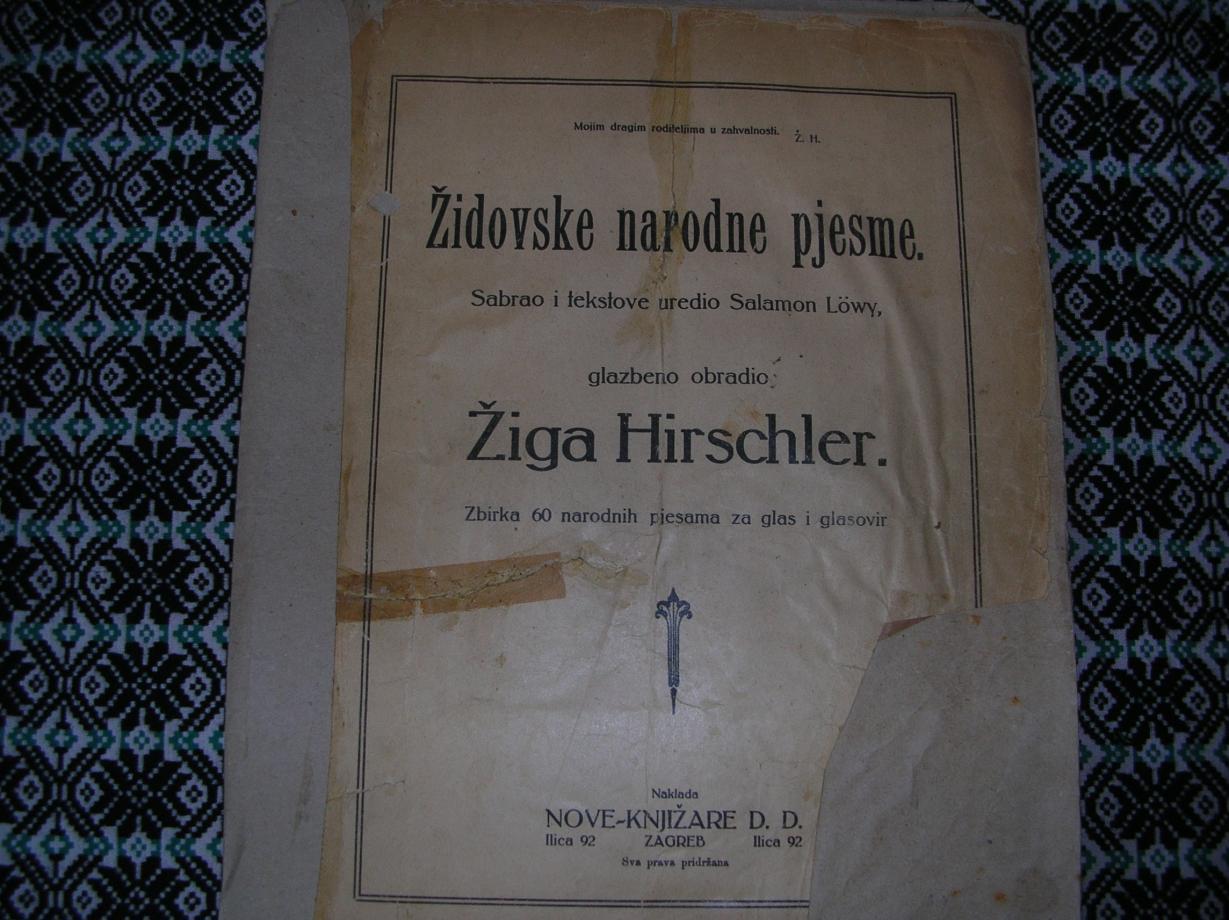 Mojim dragim roditeljima u zahvalnosti. Ž. H.
Židovske narodne pjesme.
Sabrao i tekstove uredio Salamon Löwy,
glazbeno obradio
Žiga Hirschler.
Zbirka 60 narodnih pjesama za glas i glasovir
Naklada
NOVE-KNJIŽARE D. D.
Ilica 92 ZAGREB Ilica 92
Sva prava pridržana